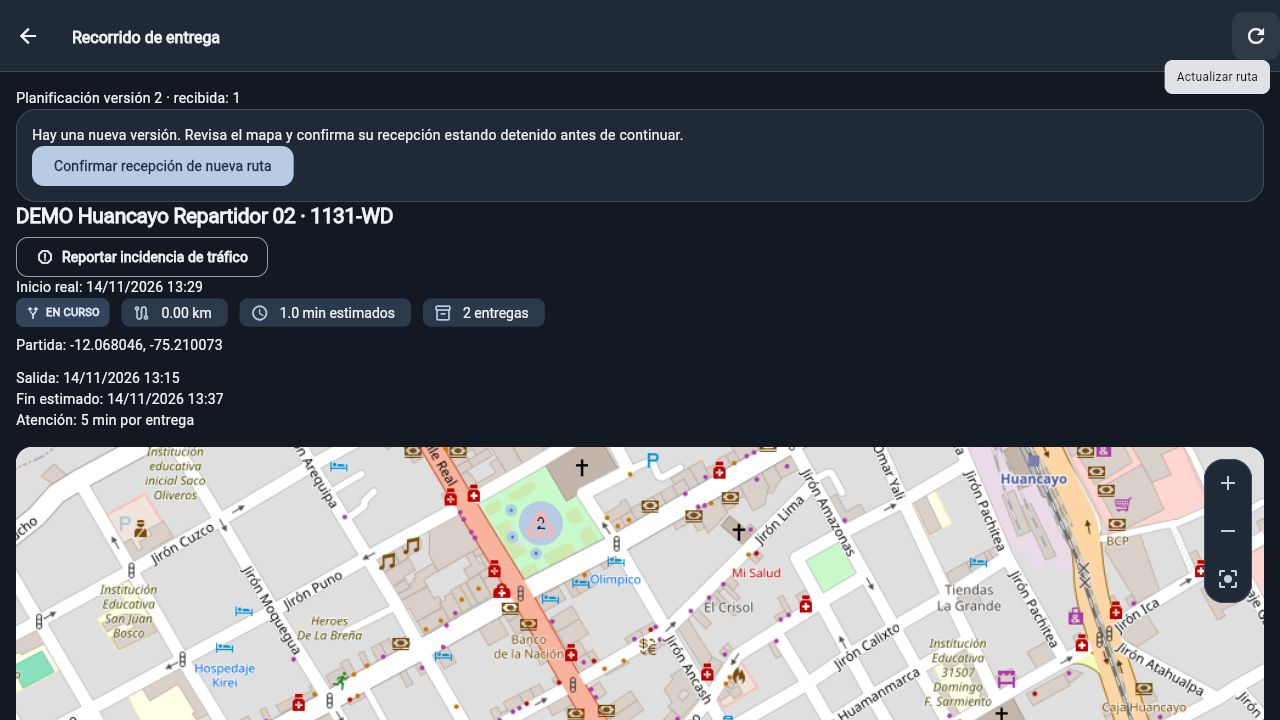 Recorrido de entrega
Actualizar ruta
Planificación versión 2 · recibida: 1
Hay una nueva versión. Revisa el mapa y confirma su recepción estando detenido antes de continuar.
Confirmar recepción de nueva ruta
DEMO Huancayo Repartidor 02 · 1131-WD
Reportar incidencia de tráfico
Inicio real: 14/11/2026 13:29
EN CURSO
0.00 km
1.0 min estimados
2 entregas
Partida: -12.068046, -75.210073
Salida: 14/11/2026 13:15
Fin estimado: 14/11/2026 13:37
Atención: 5 min por entrega
Institución
educativa
inicial Saco
Oliveros
Arequipa
Real
P
Jirón Lima
Jirón Amazonas
Omar Yali
Jirón Pachitea
Huancayo
+
−
2
P
Jirón Cuzco
BCP
Jirón Moquegua
Jirón Puno
Olimpico
Mi Salud
Institución
Educativa
San Juan
Bosco
Heroes
De La Breña
El Crisol
Tiendas
La Grande
Jirón Pachitea
Jirón Ica
Banco
de la Nación
Jirón Ancash
Jirón Calixto
Institución
educativa
31507
Domingo
F. Sarmiento
Jirón Atahualpa
Hospedaje
Kirei
Huamanmarca
Caja Huancayo